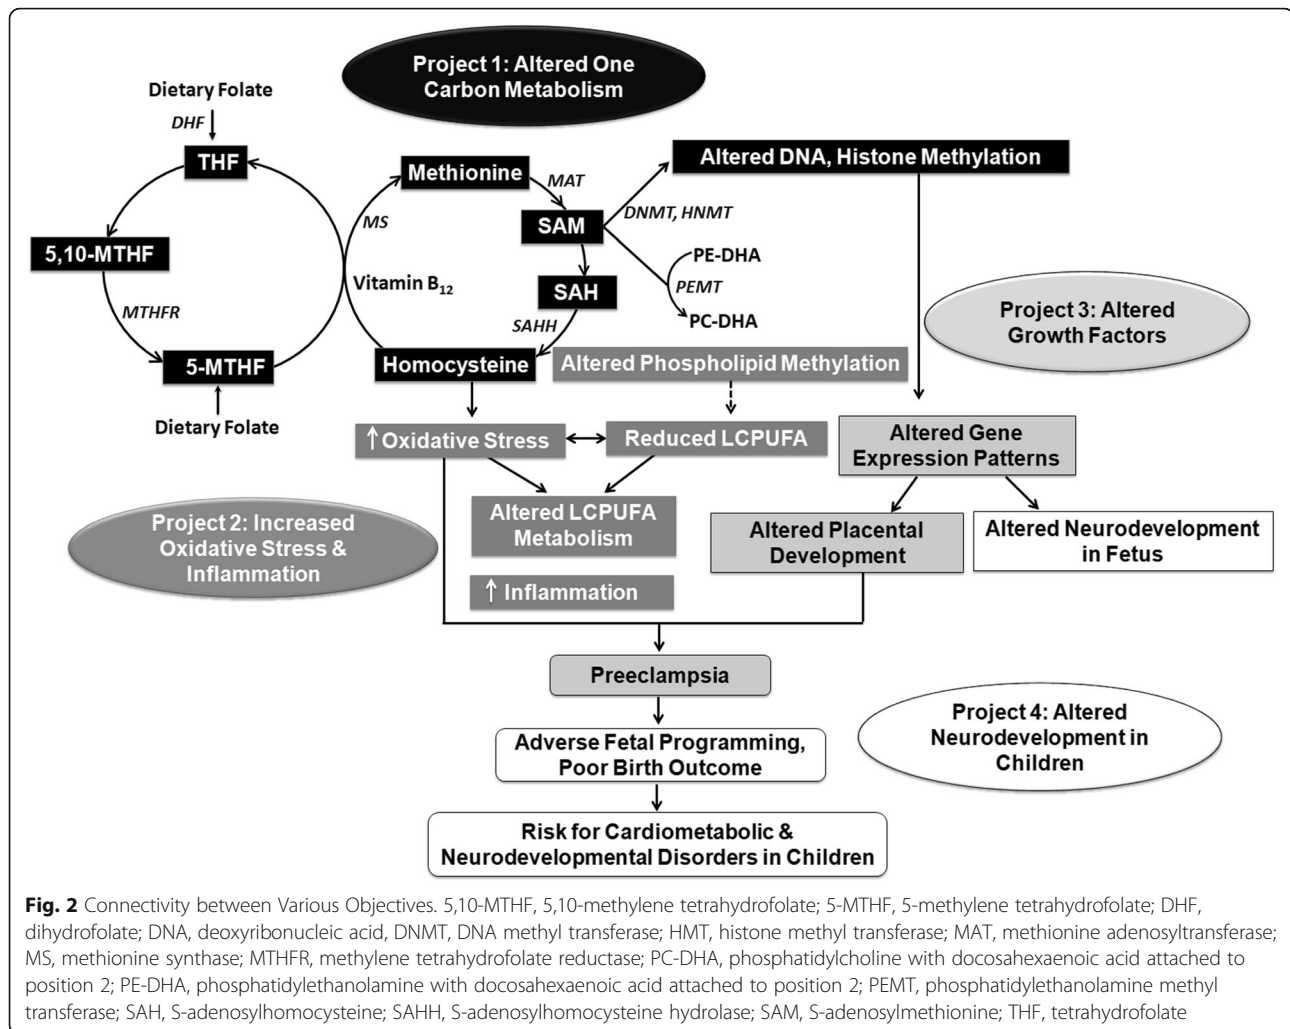 Project 1: Altered One
Carbon Metabolism
Dietary Folate
DHF
THF
5,10-MTHF
MTHFR
5-MTHF
Dietary Folate
Methionine
MAT
MS
SAM
Vitamin B12
SAH
SAHH
Homocysteine
DNMT, HNMT
PE-DHA
PEMT
PC-DHA
Altered DNA, Histone Methylation
Project 3: Altered
Growth Factors
Altered Phospholipid Methylation
↑ Oxidative Stress
Reduced LCPUFA
Altered Gene
Expression Patterns
Project 2: Increased
Oxidative Stress &
Inflammation
Altered LCPUFA
Metabolism
↑ Inflammation
Altered Placental
Development
Altered Neurodevelopment
in Fetus
Preeclampsia
Project 4: Altered
Neurodevelopment in
Children
Adverse Fetal Programming,
Poor Birth Outcome
Risk for Cardiometabolic &
Neurodevelopmental Disorders in Children
Fig. 2 Connectivity between Various Objectives. 5,10-MTHF, 5,10-methylene tetrahydrofolate; 5-MTHF, 5-methylene tetrahydrofolate; DHF,
dihydrofolate; DNA, deoxyribonucleic acid, DNMT, DNA methyl transferase; HMT, histone methyl transferase; MAT, methionine adenosyltransferase;
MS, methionine synthase; MTHFR, methylene tetrahydrofolate reductase; PC-DHA, phosphatidylcholine with docosahexaenoic acid attached to
position 2; PE-DHA, phosphatidylethanolamine with docosahexaenoic acid attached to position 2; PEMT, phosphatidylethanolamine methyl
transferase; SAH, S-adenosylhomocysteine; SAHH, S-adenosylhomocysteine hydrolase; SAM, S-adenosylmethionine; THF, tetrahydrofolate